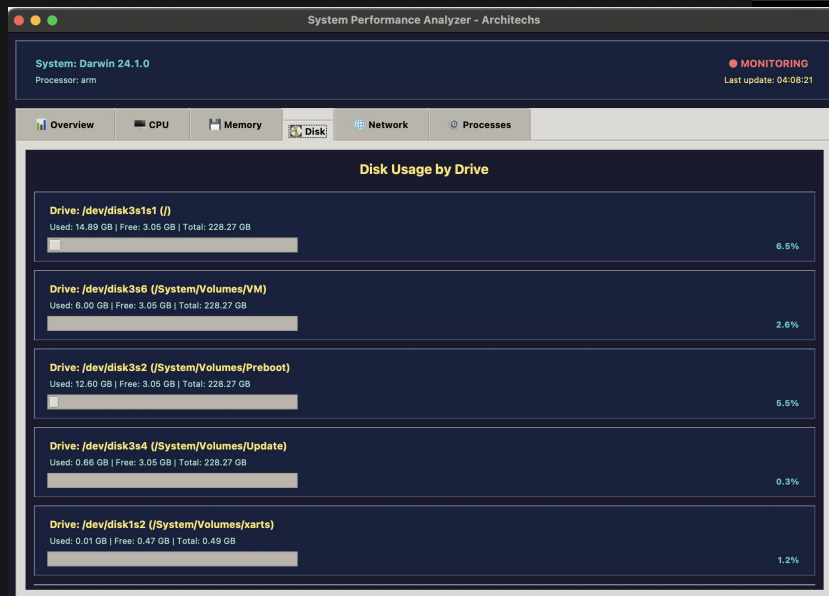 System Performance Analyzer - Architechs
System: Darwin 24.1.0
MONITORING
Processor: arm
Last update: 04:08:21
Overview
CPU
Memory
Disk
Network
Processes
Disk Usage by Drive
Drive: /dev/disk3s1s1 (/)
Used: 14.89 GB | Free: 3.05 GB | Total: 228.27 GB
6.5%
Drive: /dev/disk3s6 (/System/Volumes/VM)
Used: 6.00 GB | Free: 3.05 GB | Total: 228.27 GB
2.6%
Drive: /dev/disk3s2 (/System/Volumes/Preboot)
Used: 12.60 GB | Free: 3.05 GB | Total: 228.27 GB
5.5%
Drive: /dev/disk3s4 (/System/Volumes/Update)
Used: 0.66 GB | Free: 3.05 GB | Total: 228.27 GB
0.3%
Drive: /dev/disk1s2 (/System/Volumes/xarts)
Used: 0.01 GB | Free: 0.47 GB | Total: 0.49 GB
1.2%